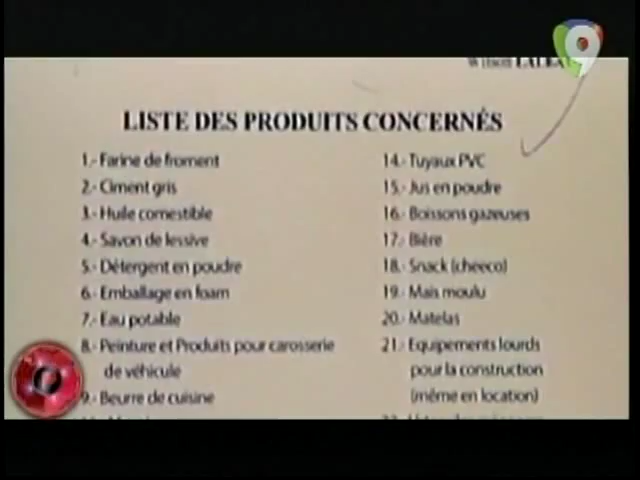 9
Wilson
LISTE DES PRODUITS CONCERNÉS
1.- Farine de froment
2.- Ciment gris
3.- Huile comestible
4.- Savon de lessive
5.- Détergent en poudre
6.- Emballage en foam
7.- Eau potable
8.- Peinture et Produits pour carosserie
de véhicule
9.- Beurre de cuisine
14.- Tuyaux PVC
15.- Jus en poudre
16.- Boissons gazeuses
17.- Bière
18.- Snack (cheeco)
19.- Mais moulu
20.- Matelas
21.- Equipements lourds
pour la construction
(même en location)